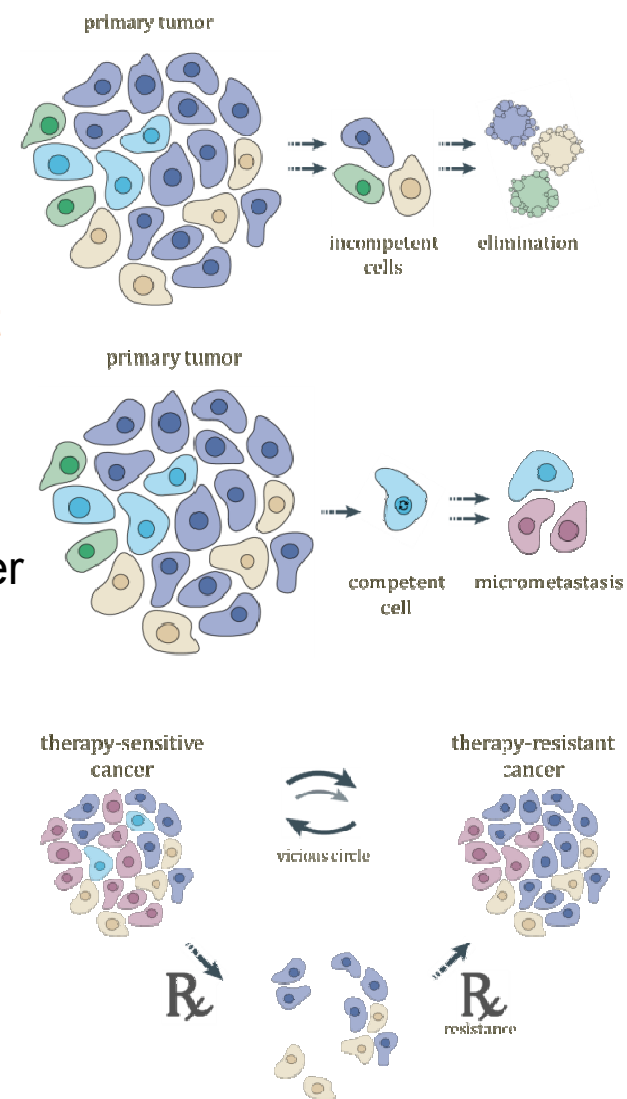 primary tumor
incompetent
cells
elimination
primary tumor
er
competent
cell
micrometastasis
therapy-sensitive
cancer
therapy-resistant
cancer
vicious circle
℞
℞
resistance